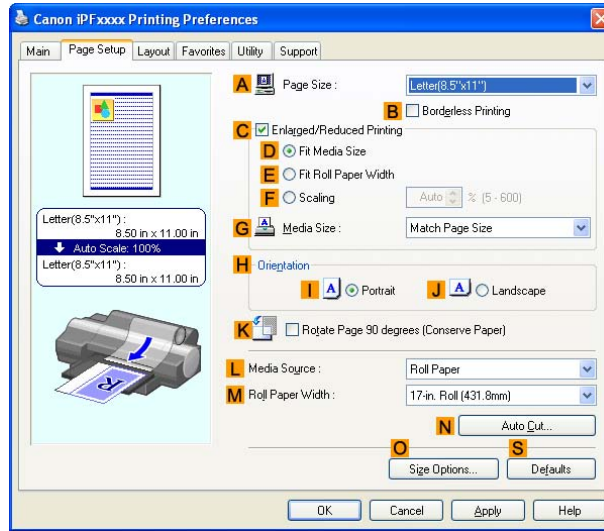 Canon iPFxxxx Printing Preferences
Main Page Setup Layout Favorites Utility Support
A Page Size : Letter(8.5"x11")
B Borderless Printing
C Enlarged/Reduced Printing
D Fit Media Size
E Fit Roll Paper Width
F Scaling Auto % (5 - 600)
G Media Size : Match Page Size
Letter(8.5"x11") :
8.50 in x 11.00 in
Auto Scale: 100%
Letter(8.5"x11") :
8.50 in x 11.00 in
H Orientation
I A Portrait J A Landscape
K Rotate Page 90 degrees (Conserve Paper)
R
L Media Source : Roll Paper
M Roll Paper Width : 17-in. Roll (431.8mm)
N Auto Cut...
O S
Size Options... Defaults
OK Cancel Apply Help